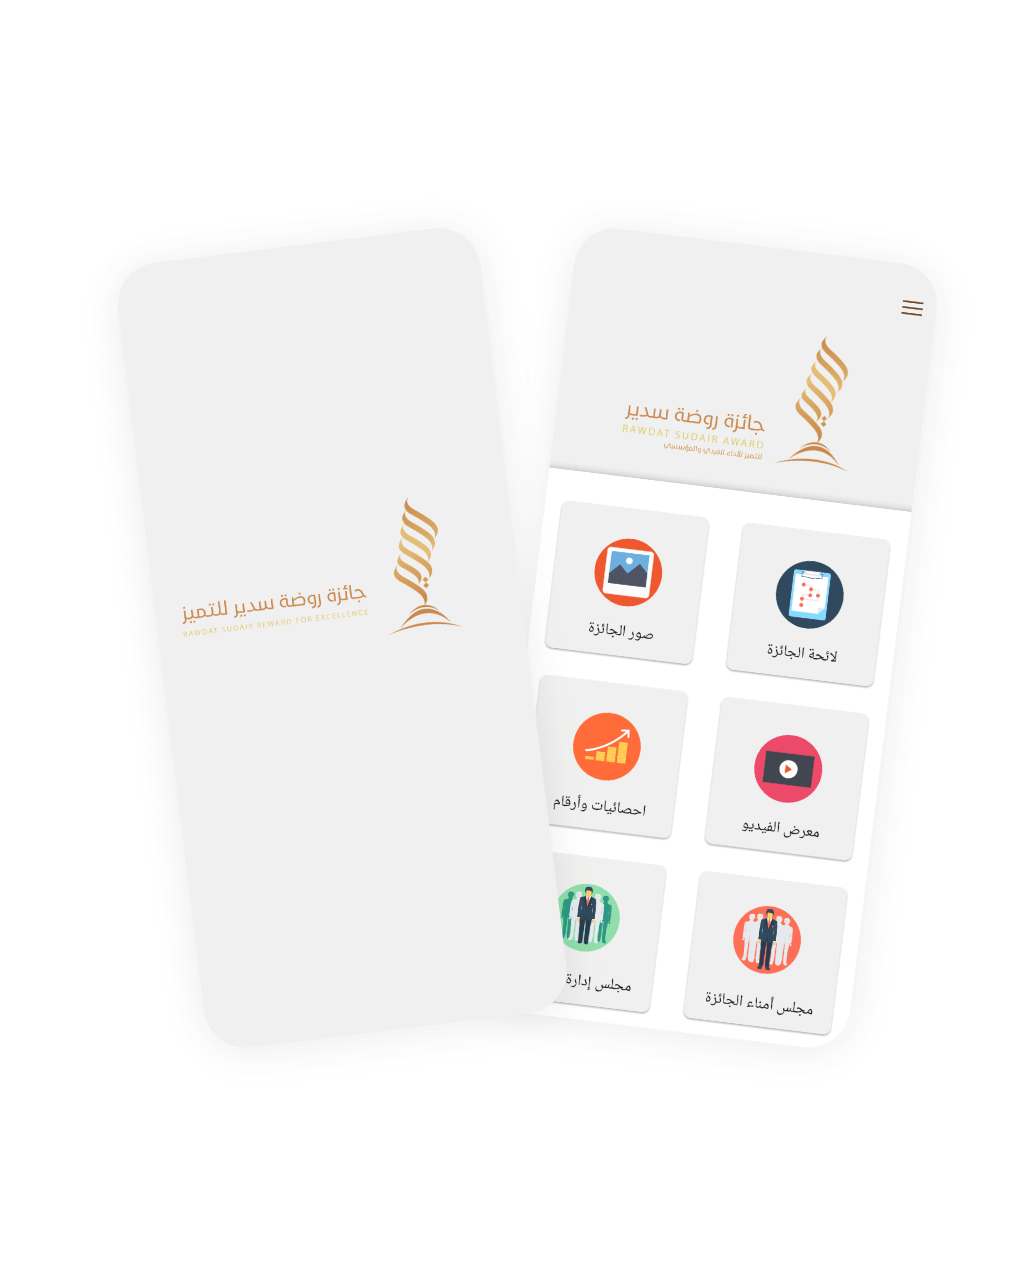 جائزة روضة سدير للتميز
RAWDAT SUDAIR REWARD FOR EXCELLENCE
جائزة روضة سدير
RAWDAT SUDAIR AWARD
للتميز للأداء الفردي والمؤسسي
لائحة الجائزة
صور الجائزة
معرض الفيديو
احصائيات وأرقام
مجلس أمناء الجائزة
مجلس إدارة